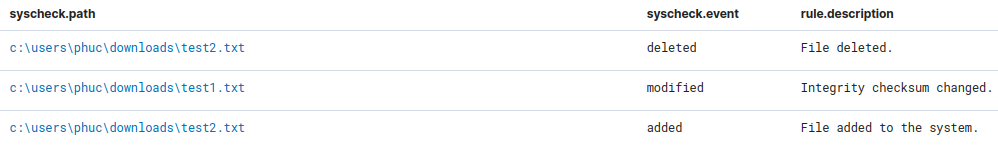 syscheck.path syscheck.event rule.description
c:\users\phuc\downloads\test2.txt deleted File deleted.
c:\users\phuc\downloads\test1.txt modified Integrity checksum changed.
c:\users\phuc\downloads\test2.txt added File added to the system.